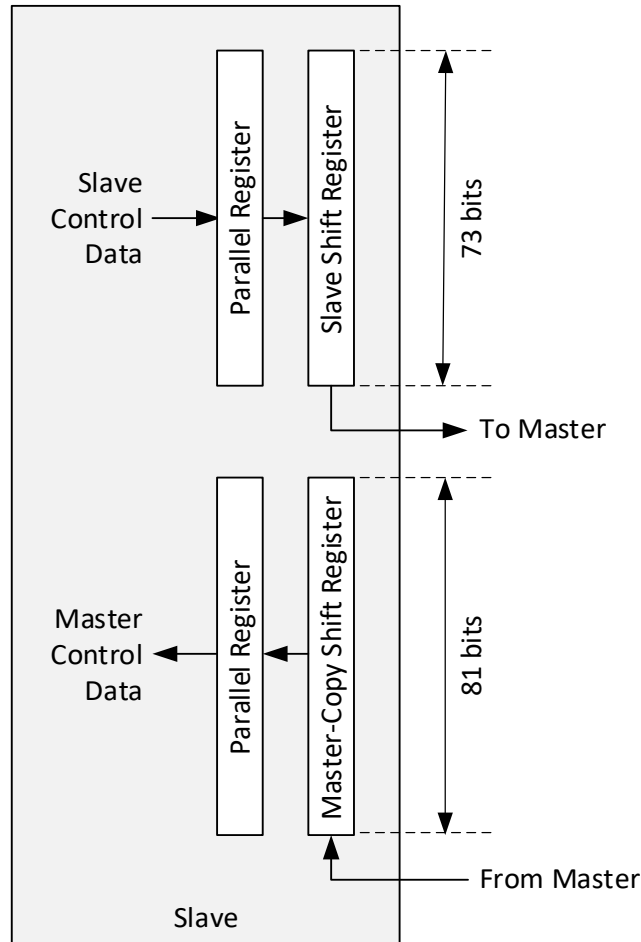 Slave
Control
Data
Parallel Register
Slave Shift Register
73 bits
To Master
Master
Control
Data
Parallel Register
Master-Copy Shift Register
81 bits
From Master
Slave